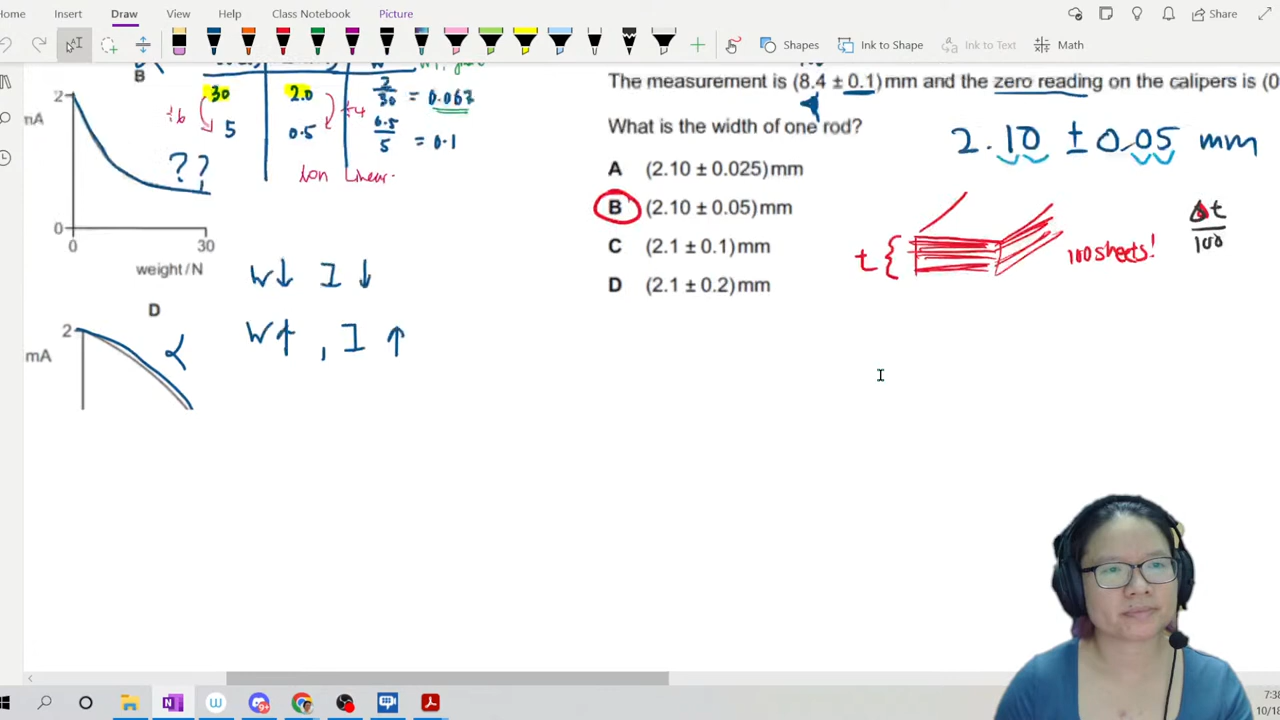 Home Insert Draw View Help Class Notebook Picture Share
Shapes Ink to Shape Ink to Text Math
B
30 2.0 2/30 = 0.067
5 0.5 0.5/5 = 0.1
Non Linear.
2
mA
??
0
0 30
weight / N
W↓ I ↓
W↑ , I ↑
D
2
mA
The measurement is (8.4 ± 0.1) mm and the zero reading on the calipers is (0
What is the width of one rod?
2.10 ± 0.05 mm
A (2.10 ± 0.025) mm
B (2.10 ± 0.05) mm
C (2.1 ± 0.1) mm
D (2.1 ± 0.2) mm
t { 100 sheets!
Δt
100
10/18